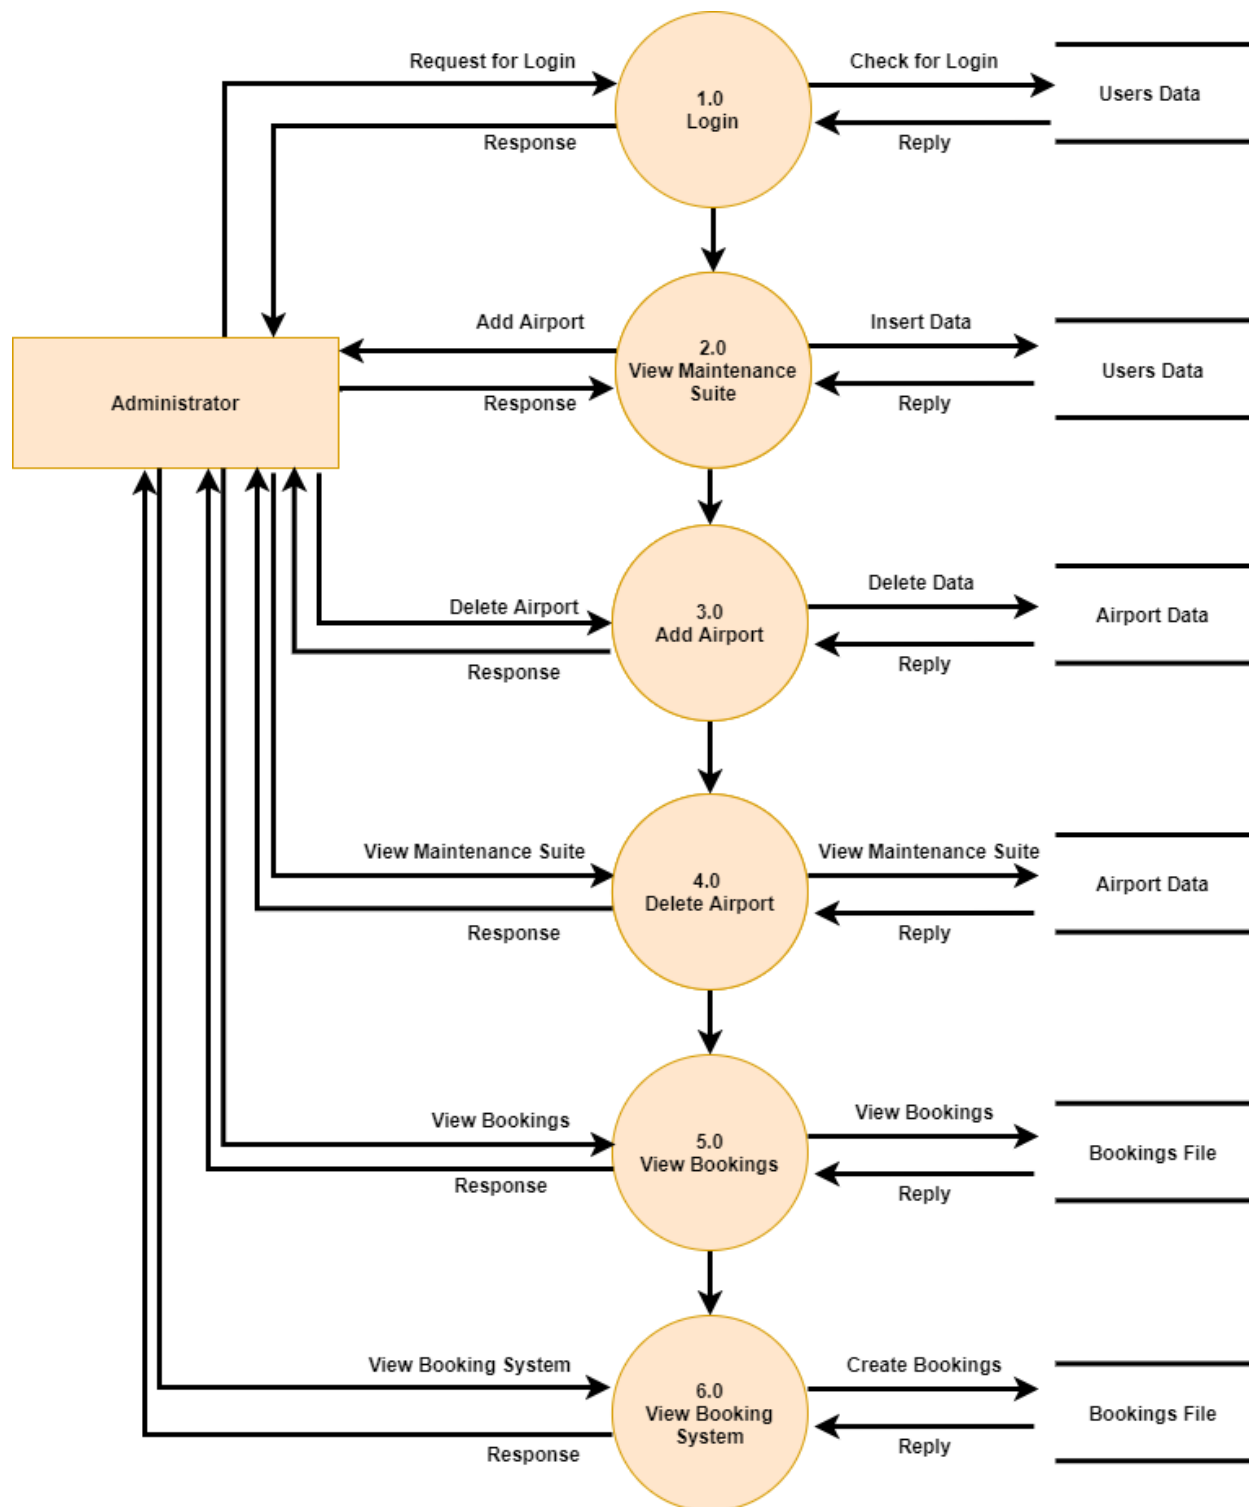 Request for Login
Check for Login
1.0
Login
Users Data
Response
Reply
Add Airport
Insert Data
2.0
View Maintenance
Suite
Users Data
Administrator
Response
Reply
Delete Airport
Delete Data
3.0
Add Airport
Airport Data
Response
Reply
View Maintenance Suite
View Maintenance Suite
4.0
Delete Airport
Airport Data
Response
Reply
View Bookings
View Bookings
5.0
View Bookings
Bookings File
Response
Reply
View Booking System
Create Bookings
6.0
View Booking
System
Bookings File
Response
Reply